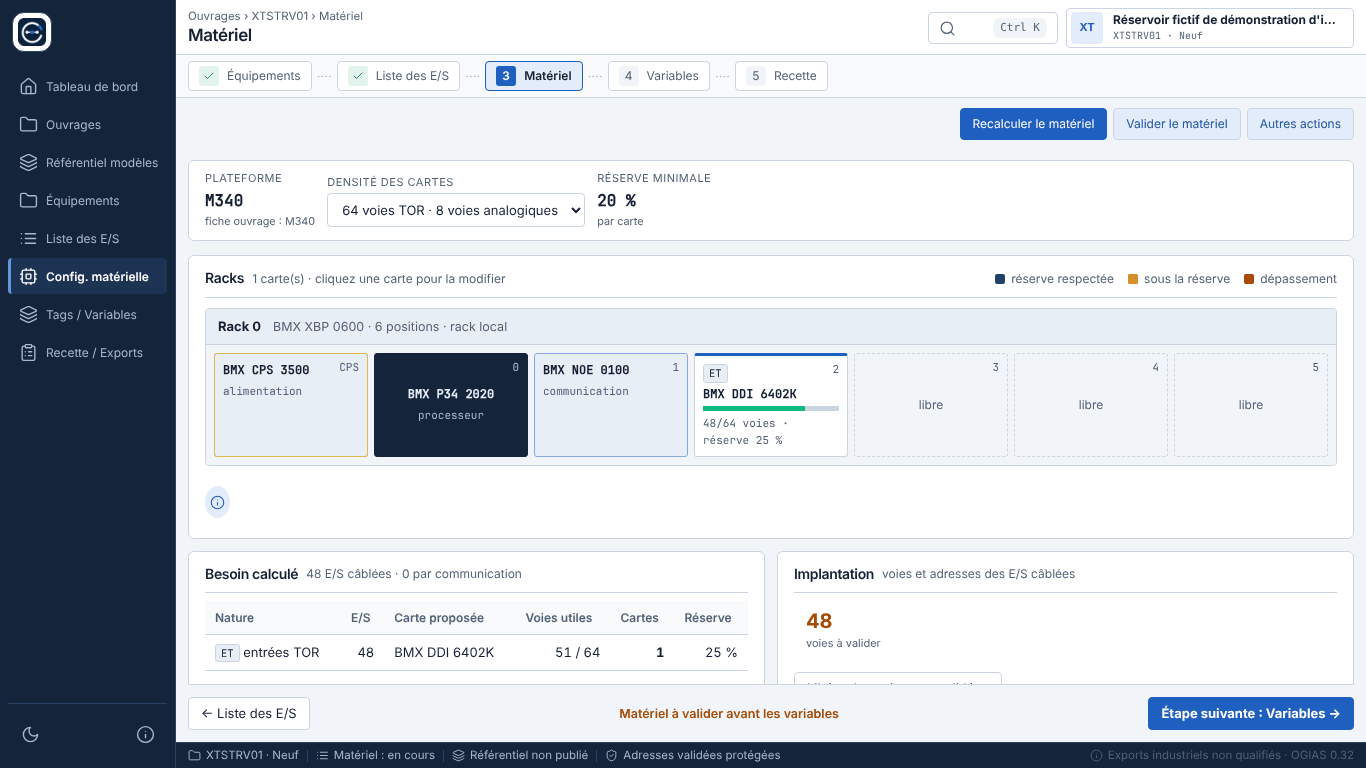 Ouvrages › XTSTRV01 › Matériel
Matériel
Ctrl K
XT
Réservoir fictif de démonstration d'i...
XTSTRV01 · Neuf
Tableau de bord
Ouvrages
Référentiel modèles
Équipements
Liste des E/S
Config. matérielle
Tags / Variables
Recette / Exports
Équipements
Liste des E/S
3 Matériel
4 Variables
5 Recette
Recalculer le matériel
Valider le matériel
Autres actions
PLATEFORME
M340
fiche ouvrage : M340
DENSITÉ DES CARTES
64 voies TOR · 8 voies analogiques
RÉSERVE MINIMALE
20 %
par carte
Racks 1 carte(s) · cliquez une carte pour la modifier
réserve respectée
sous la réserve
dépassement
Rack 0 BMX XBP 0600 · 6 positions · rack local
BMX CPS 3500 CPS
alimentation
0
BMX P34 2020
processeur
BMX NOE 0100 1
communication
ET 2
BMX DDI 6402K
48/64 voies ·
réserve 25 %
3
libre
4
libre
5
libre
Besoin calculé 48 E/S câblées · 0 par communication
Nature E/S Carte proposée Voies utiles Cartes Réserve
ET entrées TOR 48 BMX DDI 6402K 51 / 64 1 25 %
Implantation voies et adresses des E/S câblées
48
voies à valider
← Liste des E/S
Matériel à valider avant les variables
Étape suivante : Variables →
XTSTRV01 · Neuf
Matériel : en cours
Référentiel non publié
Adresses validées protégées
Exports industriels non qualifiés · OGIAS 0.32